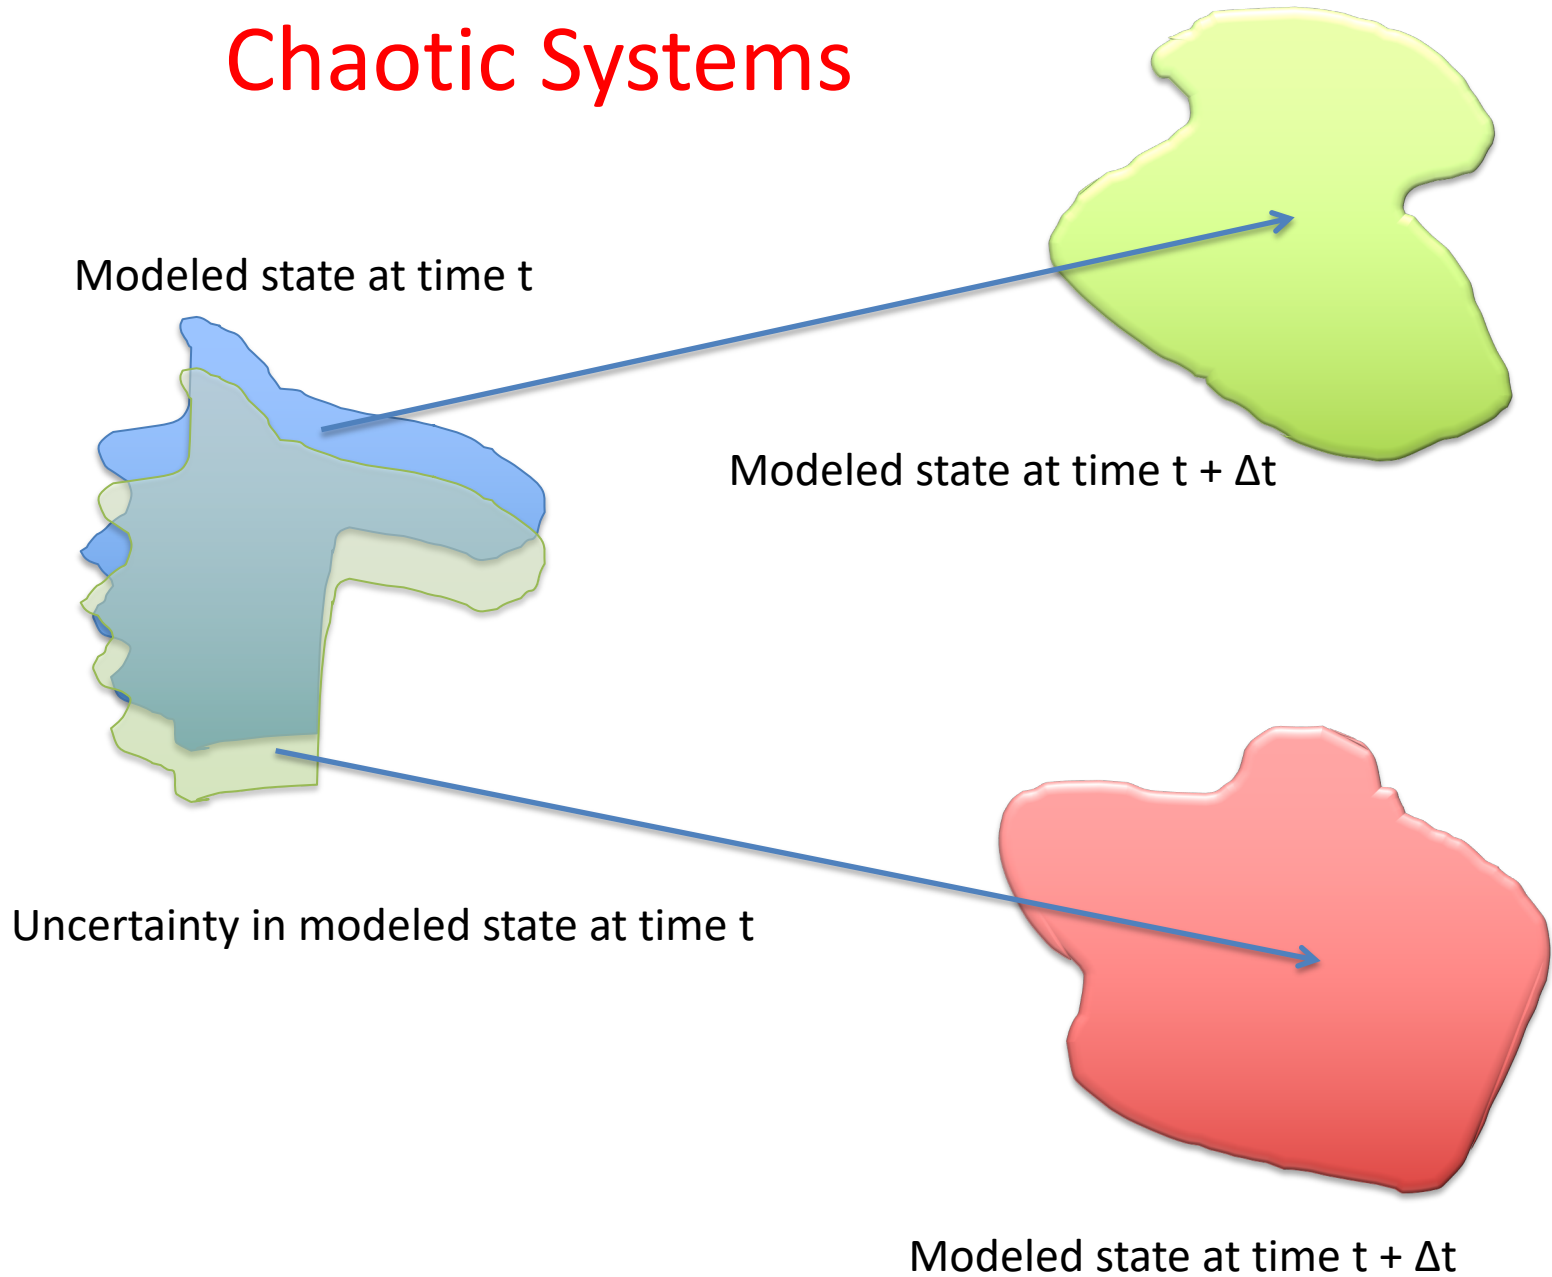 Chaotic Systems
Modeled state at time t
Modeled state at time t + Δt
Uncertainty in modeled state at time t
Modeled state at time t + Δt